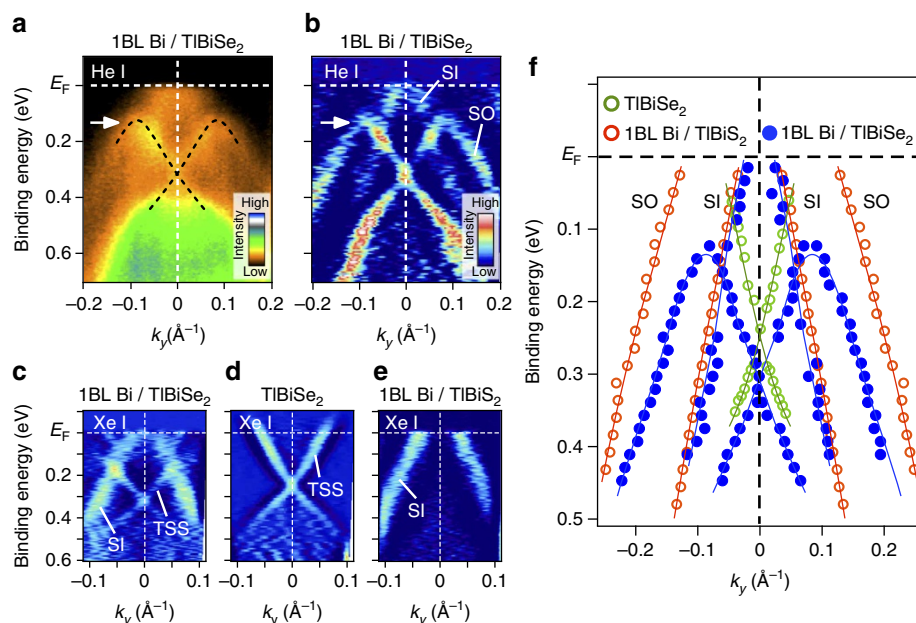 a
1BL Bi / TlBiSe2
He I
EF
0.2
0.4
0.6
Binding energy (eV)
High
Intensity
Low
−0.2 −0.1 0 0.1 0.2
ky(Å−1)
b
1BL Bi / TlBiSe2
He I
SI
SO
High
Intensity
Low
−0.2 −0.1 0 0.1 0.2
ky(Å−1)
c
1BL Bi / TlBiSe2
Xe I
EF
0.2
0.4
0.6
Binding energy (eV)
SI
TSS
−0.1 0 0.1
ky (Å−1)
d
TlBiSe2
Xe I
TSS
−0.1 0 0.1
ky (Å−1)
e
1BL Bi / TlBiS2
Xe I
SI
−0.1 0 0.1
ky (Å−1)
f
TlBiSe2
1BL Bi / TlBiS2 1BL Bi / TlBiSe2
EF
SO SI SI SO
0.1
0.2
0.3
0.4
0.5
Binding energy (eV)
−0.2 −0.1 0 0.1 0.2
ky (Å−1)